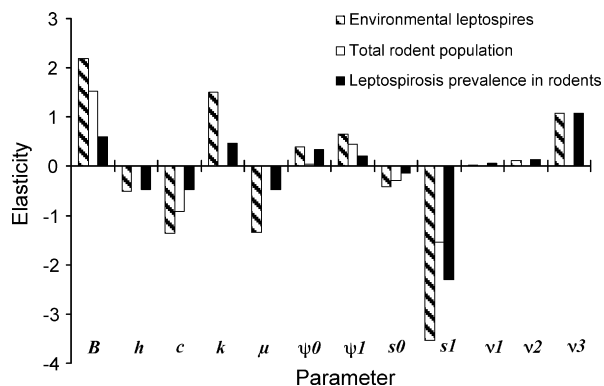 Environmental leptospires
Total rodent population
Leptospirosis prevalence in rodents
3
2
1
0
-1
-2
-3
-4
Elasticity
B h c k μ ψ0 ψ1 s0 s1 ν1 ν2 ν3
Parameter